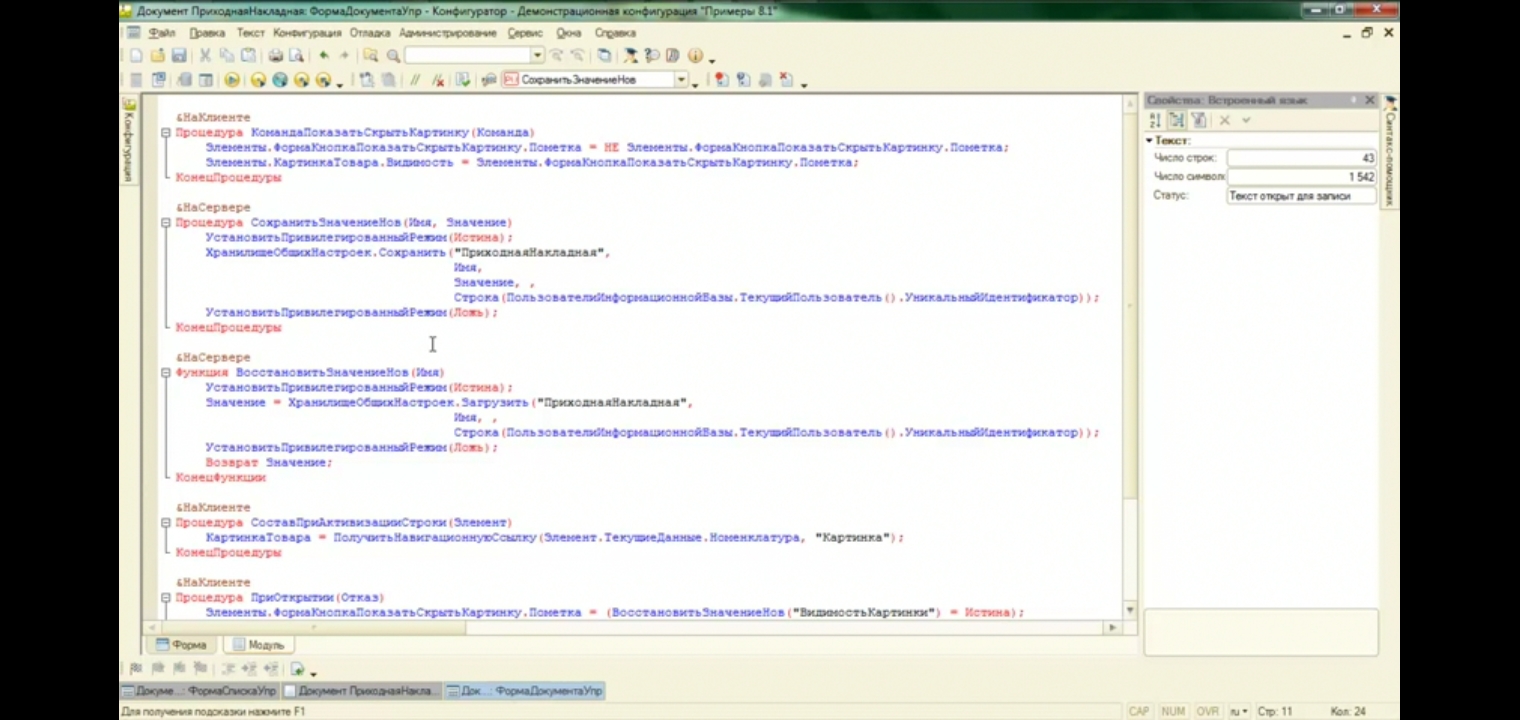 Документ ПриходнаяНакладная: ФормаДокументаУпр - Конфигуратор - Демонстрационная конфигурация "Примеры 8.1"
Файл Правка Текст Конфигурация Отладка Администрирование Сервис Окна Справка
СохранитьЗначениеНов
Конфигурация
&НаКлиенте
Процедура КомандаПоказатьСкрытьКартинку(Команда)
Элементы.ФормаКнопкаПоказатьСкрытьКартинку.Пометка = НЕ Элементы.ФормаКнопкаПоказатьСкрытьКартинку.Пометка;
Элементы.КартинкаТовара.Видимость = Элементы.ФормаКнопкаПоказатьСкрытьКартинку.Пометка;
КонецПроцедуры
&НаСервере
Процедура СохранитьЗначениеНов(Имя, Значение)
УстановитьПривилегированныйРежим(Истина);
ХранилищеОбщихНастроек.Сохранить("ПриходнаяНакладная",
Имя,
Значение, ,
Строка(ПользователиИнформационнойБазы.ТекущийПользователь().УникальныйИдентификатор));
УстановитьПривилегированныйРежим(Ложь);
КонецПроцедуры
&НаСервере
Функция ВосстановитьЗначениеНов(Имя)
УстановитьПривилегированныйРежим(Истина);
Значение = ХранилищеОбщихНастроек.Загрузить("ПриходнаяНакладная",
Имя, ,
Строка(ПользователиИнформационнойБазы.ТекущийПользователь().УникальныйИдентификатор));
УстановитьПривилегированныйРежим(Ложь);
Возврат Значение;
КонецФункции
&НаКлиенте
Процедура СоставПриАктивизацииСтроки(Элемент)
КартинкаТовара = ПолучитьНавигационнуюСсылку(Элемент.ТекущиеДанные.Номенклатура, "Картинка");
КонецПроцедуры
&НаКлиенте
Процедура ПриОткрытии(Отказ)
Элементы.ФормаКнопкаПоказатьСкрытьКартинку.Пометка = (ВосстановитьЗначениеНов("ВидимостьКартинки") = Истина);
Свойства: Встроенный язык
Текст:
Число строк: 43
Число символ 1 542
Статус: Текст открыт для записи
Синтакс-помощник
Форма Модуль
Докуме...: ФормаСпискаУпр Документ ПриходнаяНакла... Док...: ФормаДокументаУпр
Для получения подсказки нажмите F1 CAP NUM OVR ru Стр: 11 Кол: 24